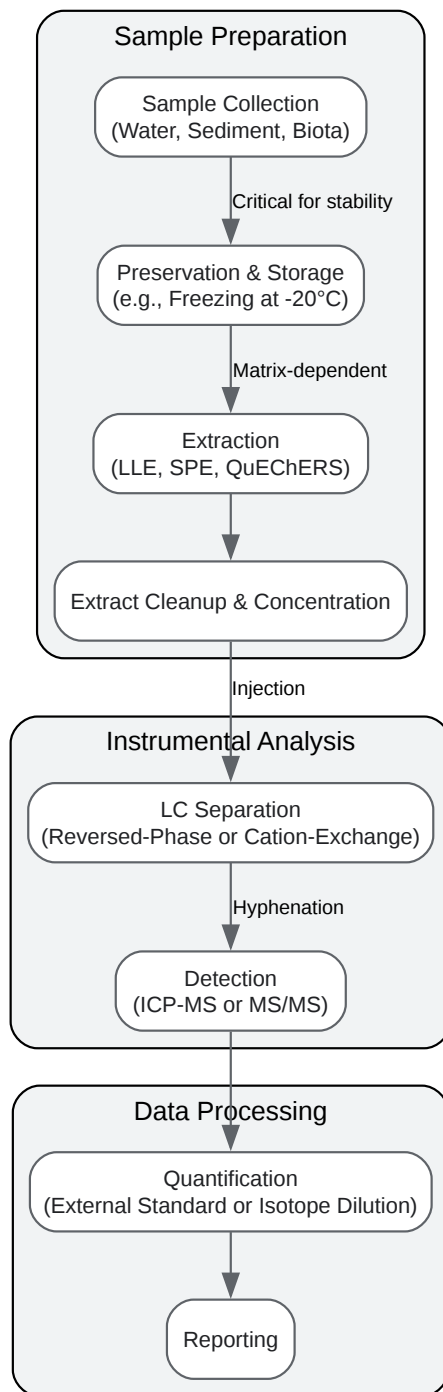 Sample Preparation
Sample Collection
(Water, Sediment, Biota)
Critical for stability
Preservation & Storage
(e.g., Freezing at -20°C)
Matrix-dependent
Extraction
(LLE, SPE, QuEChERS)
Extract Cleanup & Concentration
Injection
Instrumental Analysis
LC Separation
(Reversed-Phase or Cation-Exchange)
Hyphenation
Detection
(ICP-MS or MS/MS)
Data Processing
Quantification
(External Standard or Isotope Dilution)
Reporting